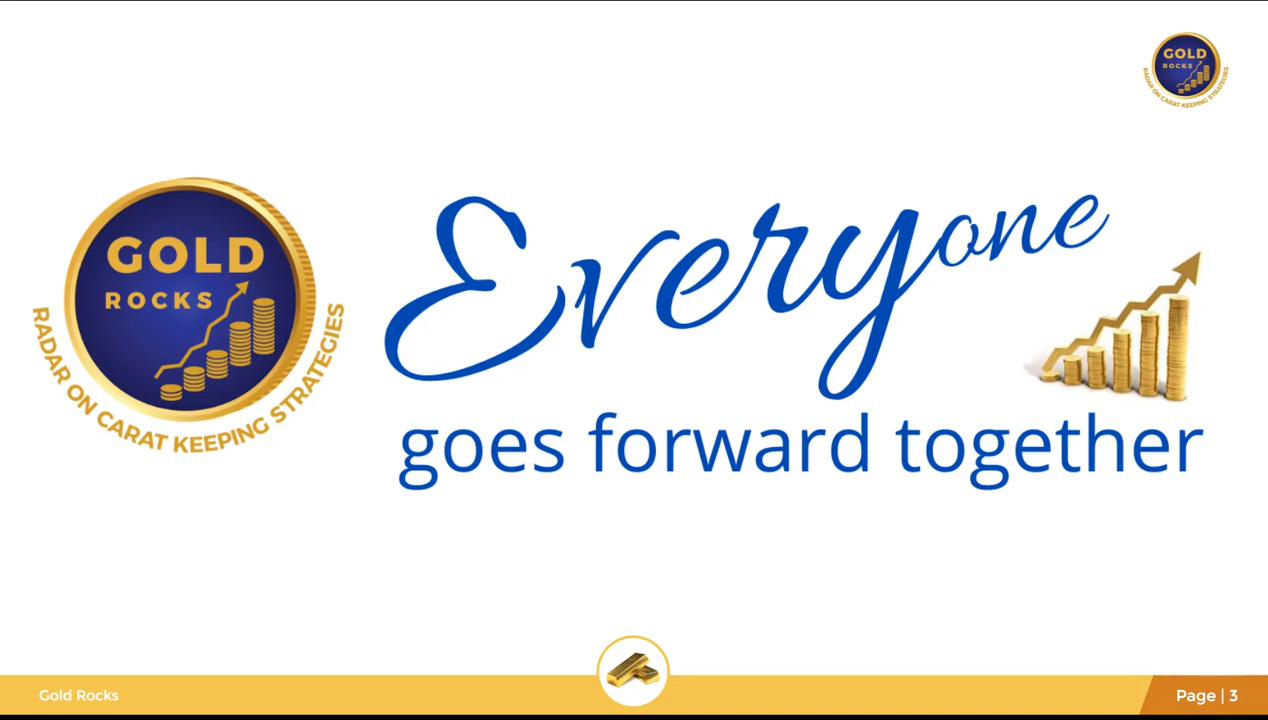 GOLD
ROCKS
RADAR ON CARAT KEEPING STRATEGIES
GOLD
ROCKS
RADAR ON CARAT KEEPING STRATEGIES
Everyone
goes forward together
Gold Rocks
Page | 3